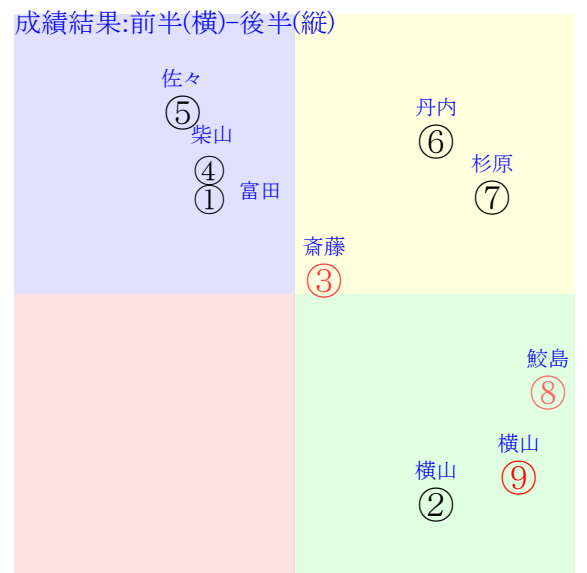 成績結果:前半(横)-後半(縦)
佐々
⑤
柴山
④
①
富田
丹内
⑥
杉原
⑦
斎藤
③
鮫島
⑧
横山
⑨
横山
②